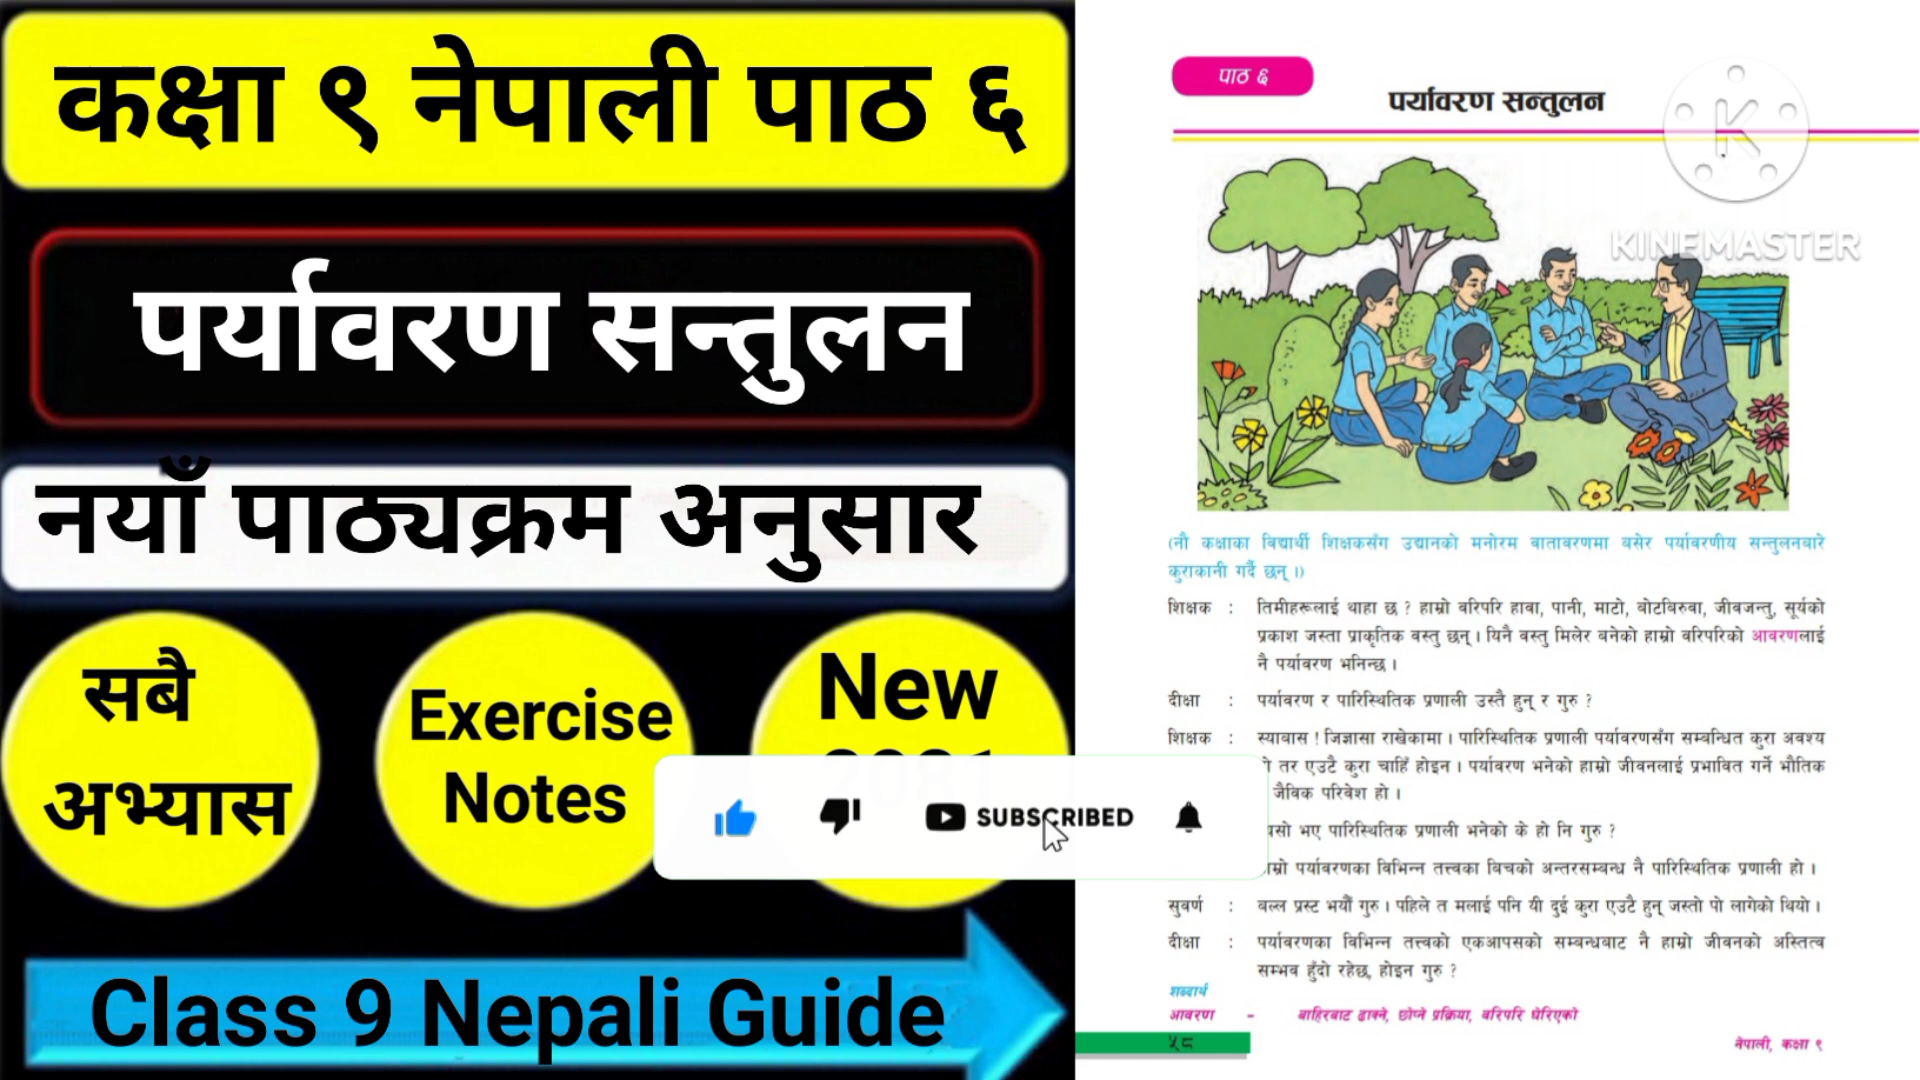 कक्षा ९ नेपाली पाठ ६
पर्यावरण सन्तुलन
नयाँ पाठ्यक्रम अनुसार
सबै
अभ्यास
Exercise
Notes
New
SUBSCRIBED
Class 9 Nepali Guide
पाठ ६
पर्यावरण सन्तुलन
KINEMASTER
(नौ कक्षाका विद्यार्थी शिक्षकसँग उद्यानको मनोरम वातावरणमा बसेर पर्यावरणीय सन्तुलनबारे
कुराकानी गर्दै छन् ।)
शिक्षक : तिमीहरूलाई थाहा छ ? हाम्रो वरिपरि हावा, पानी, माटो, बोटबिरुवा, जीवजन्तु, सूर्यको
प्रकाश जस्ता प्राकृतिक वस्तु छन् । यिनै वस्तु मिलेर बनेको हाम्रो वरिपरिको आवरणलाई
नै पर्यावरण भनिन्छ ।
दीक्षा : पर्यावरण र पारिस्थितिक प्रणाली उस्तै हुन् र गुरु ?
शिक्षक : स्याबास ! जिज्ञासा राखेकामा । पारिस्थितिक प्रणाली पर्यावरणसँग सम्बन्धित कुरा अवश्य
तर एउटै कुरा चाहिँ होइन । पर्यावरण भनेको हाम्रो जीवनलाई प्रभावित गर्ने भौतिक
जैविक परिवेश हो ।
भए पारिस्थितिक प्रणाली भनेको के हो नि गुरु ?
पर्यावरणका विभिन्न तत्त्वका बिचको अन्तरसम्बन्ध नै पारिस्थितिक प्रणाली हो ।
सुवर्ण : बल्ल प्रस्ट भयौँ गुरु । पहिले त मलाई पनि यी दुई कुरा एउटै हुन् जस्तो पो लागेको थियो ।
दीक्षा : पर्यावरणका विभिन्न तत्त्वको एकआपसको सम्बन्धबाट नै हाम्रो जीवनको अस्तित्व
सम्भव हुँदो रहेछ, होइन गुरु ?
शब्दार्थ
आवरण - बाहिरबाट ढाक्ने, छोप्ने प्रक्रिया, वरिपरि घेरिएको
५८
नेपाली, कक्षा ९